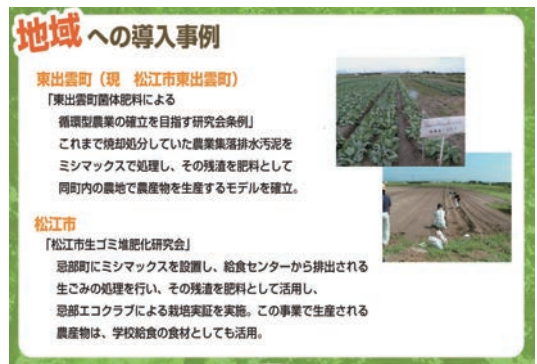 地域 への導入事例
東出雲町（現　松江市東出雲町）
「東出雲町菌体肥料による
循環型農業の確立を目指す研究会条例」
これまで焼却処分していた農業集落排水汚泥を
ミシマックスで処理し、その残渣を肥料として
同町内の農地で農産物を生産するモデルを確立。
松江市
「松江市生ゴミ堆肥化研究会」
忌部町にミシマックスを設置し、給食センターから排出される
生ごみの処理を行い、その残渣を肥料として活用し、
忌部エコクラブによる栽培実証を実施。この事業で生産される
農産物は、学校給食の食材としても活用。